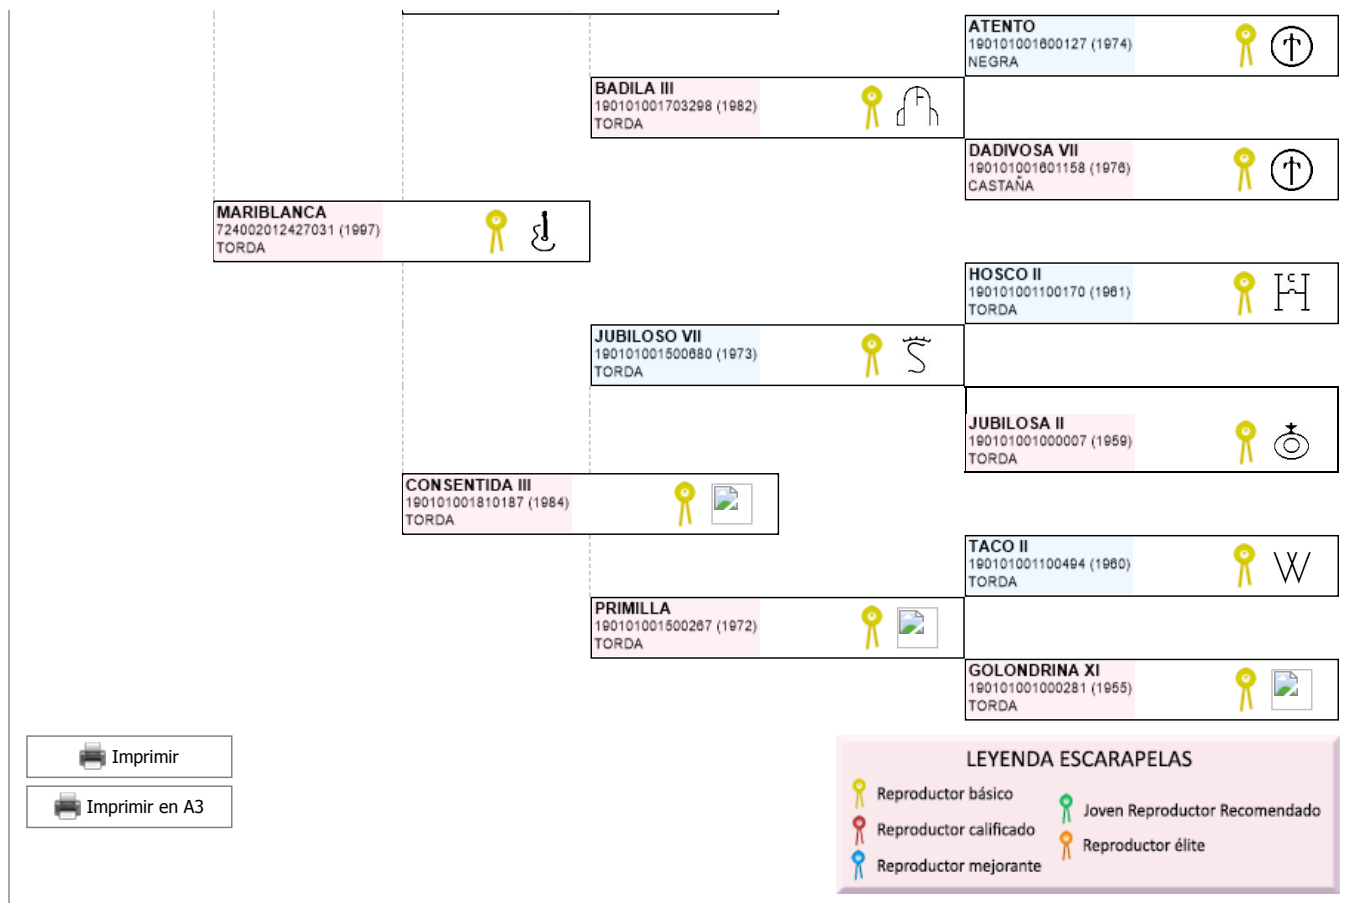 ATENTO
190101001600127 (1974)
NEGRA
BADILA III
190101001703298 (1982)
TORDA
DADIVOSA VII
190101001601158 (1976)
CASTAÑA
MARIBLANCA
724002012427031 (1997)
TORDA
HOSCO II
190101001100170 (1961)
TORDA
JUBILOSO VII
190101001500680 (1973)
TORDA
JUBILOSA II
190101001000007 (1959)
TORDA
CONSENTIDA III
190101001810187 (1984)
TORDA
TACO II
190101001100494 (1960)
TORDA
PRIMILLA
190101001500267 (1972)
TORDA
GOLONDRINA XI
190101001000281 (1955)
TORDA
Imprimir
Imprimir en A3
LEYENDA ESCARAPELAS
Reproductor básico
Reproductor calificado
Reproductor mejorante
Joven Reproductor Recomendado
Reproductor élite